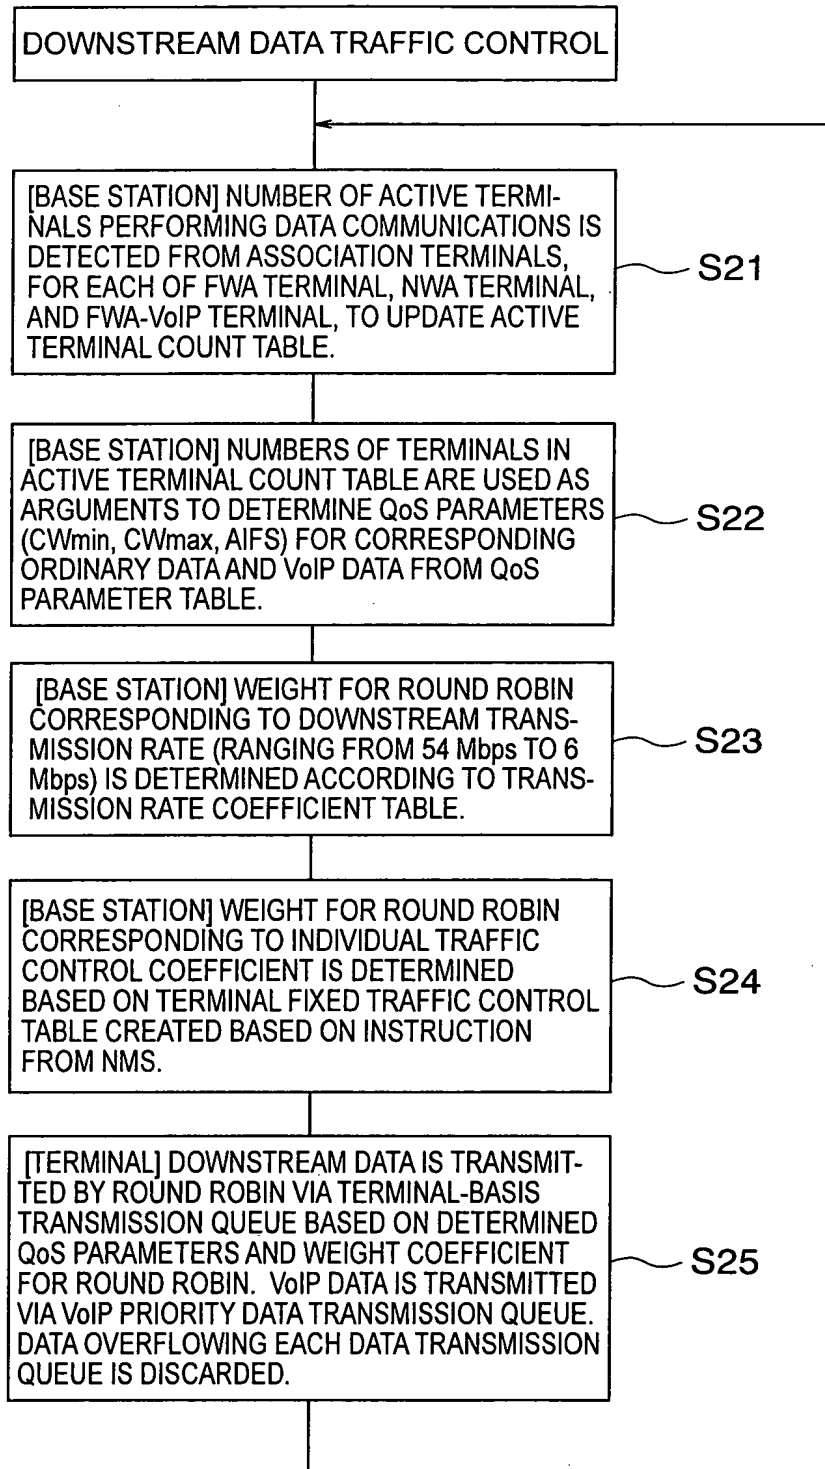 DOWNSTREAM DATA TRAFFIC CONTROL
[BASE STATION] NUMBER OF ACTIVE TERMI-
NALS PERFORMING DATA COMMUNICATIONS IS
DETECTED FROM ASSOCIATION TERMINALS,
FOR EACH OF FWA TERMINAL, NWA TERMINAL,
AND FWA-VoIP TERMINAL, TO UPDATE ACTIVE
TERMINAL COUNT TABLE.
S21
[BASE STATION] NUMBERS OF TERMINALS IN
ACTIVE TERMINAL COUNT TABLE ARE USED AS
ARGUMENTS TO DETERMINE QoS PARAMETERS
(CWmin, CWmax, AIFS) FOR CORRESPONDING
ORDINARY DATA AND VoIP DATA FROM QoS
PARAMETER TABLE.
S22
[BASE STATION] WEIGHT FOR ROUND ROBIN
CORRESPONDING TO DOWNSTREAM TRANS-
MISSION RATE (RANGING FROM 54 Mbps TO 6
Mbps) IS DETERMINED ACCORDING TO TRANS-
MISSION RATE COEFFICIENT TABLE.
S23
[BASE STATION] WEIGHT FOR ROUND ROBIN
CORRESPONDING TO INDIVIDUAL TRAFFIC
CONTROL COEFFICIENT IS DETERMINED
BASED ON TERMINAL FIXED TRAFFIC CONTROL
TABLE CREATED BASED ON INSTRUCTION
FROM NMS.
S24
[TERMINAL] DOWNSTREAM DATA IS TRANSMIT-
TED BY ROUND ROBIN VIA TERMINAL-BASIS
TRANSMISSION QUEUE BASED ON DETERMINED
QoS PARAMETERS AND WEIGHT COEFFICIENT
FOR ROUND ROBIN. VoIP DATA IS TRANSMITTED
VIA VoIP PRIORITY DATA TRANSMISSION QUEUE.
DATA OVERFLOWING EACH DATA TRANSMISSION
QUEUE IS DISCARDED.
S25